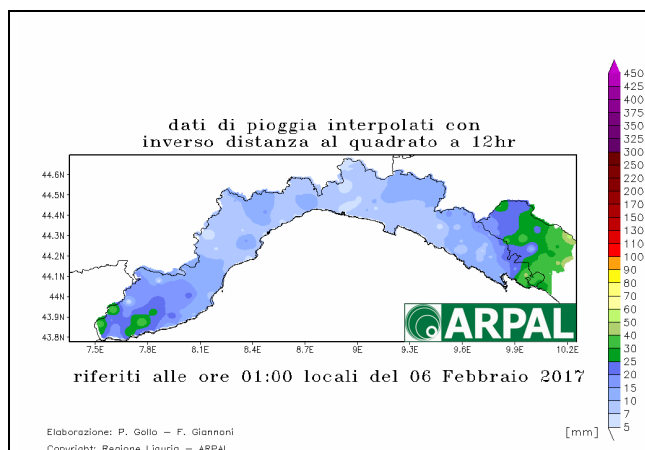 dati di pioggia interpolati con
inverso distanza al quadrato a 12hr
44.6N
44.5N
44.4N
44.3N
44.2N
44.1N
44N
43.9N
43.8N
7.5E 7.8E 8.1E 8.4E 8.7E 9E 9.3E 9.6E 9.9E 10.2E
ARPAL
450
425
400
375
350
325
300
250
220
200
170
150
130
110
100
90
80
70
60
50
40
30
25
20
15
10
7
5
[mm]
riferiti alle ore 01:00 locali del 06 Febbraio 2017
Elaborazione: P. Gollo – F. Giannoni
Copyright: Regione Liguria – ARPAL